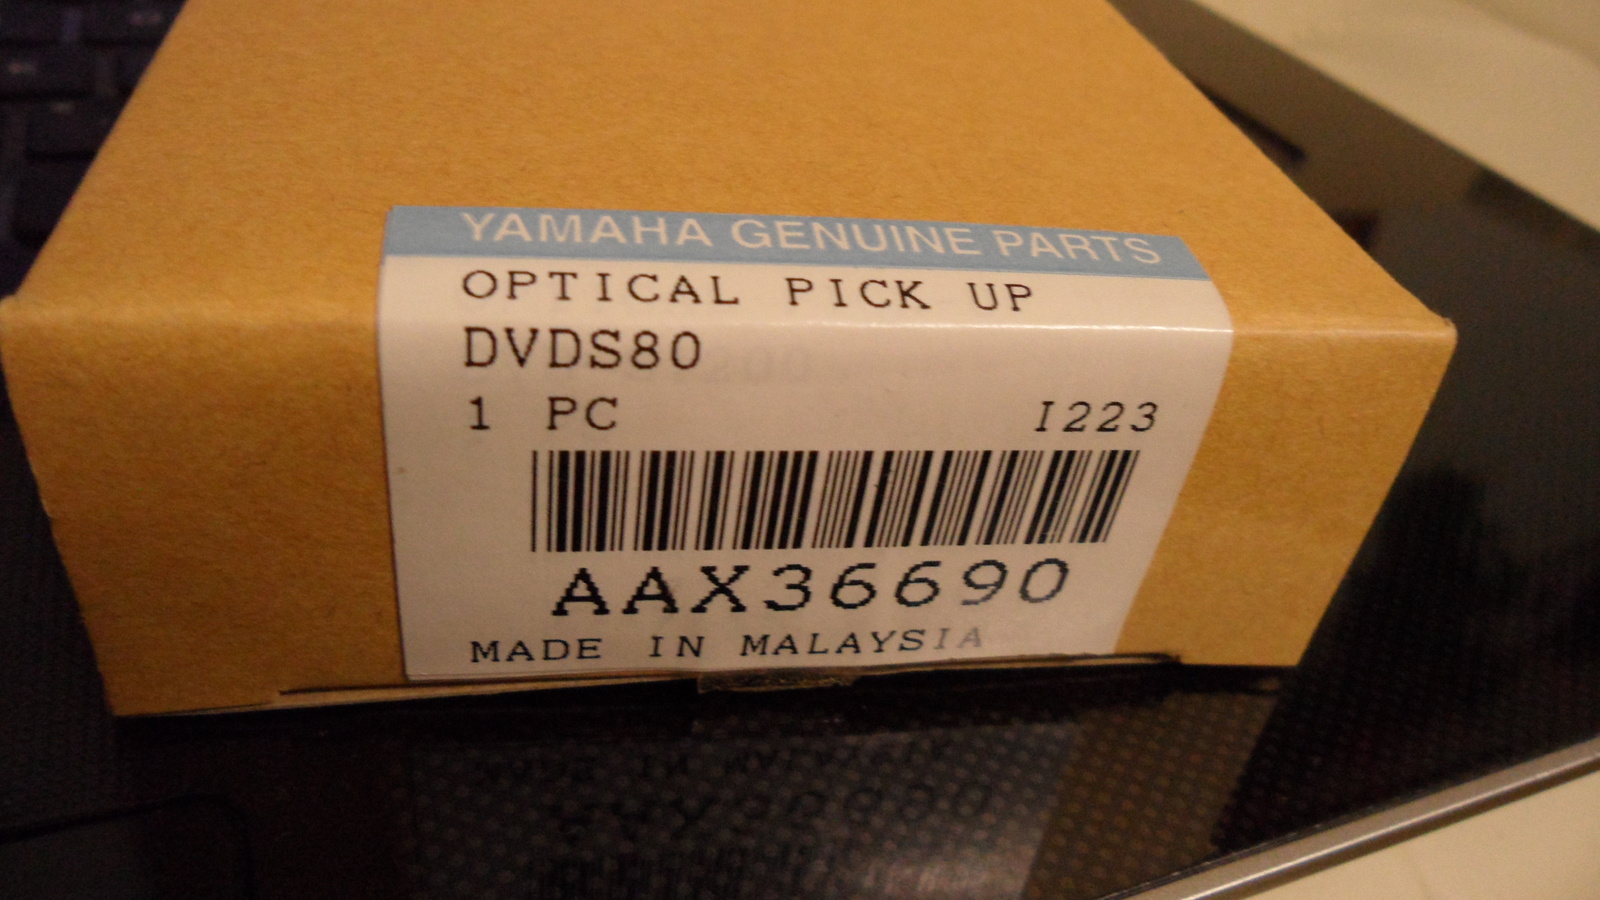 YAMAHA GENUINE PARTS
OPTICAL PICK UP
DVDS80
1 PC I223
AAX36690
MADE IN MALAYSIA